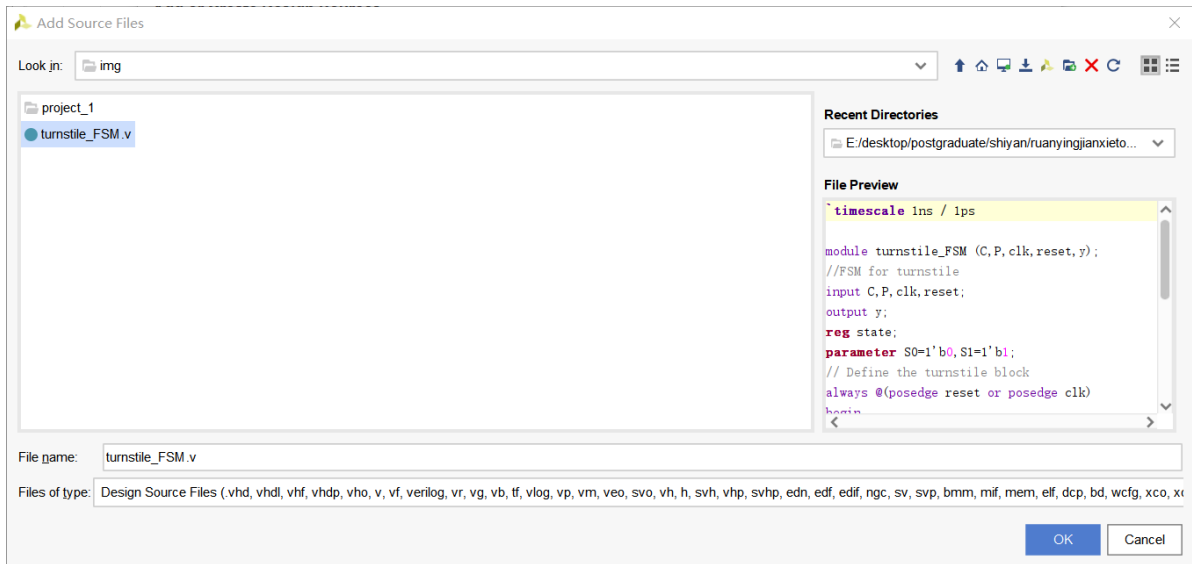 Add Source Files
Look in: img
project_1
turnstile_FSM.v
Recent Directories
E:/desktop/postgraduate/shiyan/ruanyingjianxieto...
File Preview
`timescale 1ns / 1ps
module turnstile_FSM (C,P,clk,reset,y);
//FSM for turnstile
input C,P,clk,reset;
output y;
reg state;
parameter S0=1'b0,S1=1'b1;
// Define the turnstile block
always @(posedge reset or posedge clk)
begin
File name: turnstile_FSM.v
Files of type: Design Source Files (.vhd, vhdl, vhf, vhdp, vho, v, vf, verilog, vr, vg, vb, tf, vlog, vp, vm, veo, svo, vh, h, svh, vhp, svhp, edn, edf, edif, ngc, sv, svp, bmm, mif, mem, elf, dcp, bd, wcfg, xco,
OK Cancel